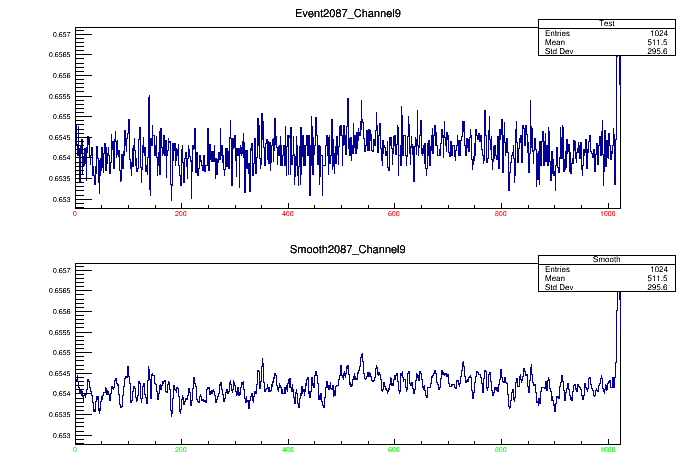 Event2087_Channel9
Test
Entries 1024
Mean 511.5
Std Dev 295.6
0.657
0.6565
0.656
0.6555
0.655
0.6545
0.654
0.6535
0.653
0 200 400 600 800 1000
Smooth2087_Channel9
Smooth
Entries 1024
Mean 511.5
Std Dev 295.6
0.657
0.6565
0.656
0.6555
0.655
0.6545
0.654
0.6535
0.653
0 200 400 600 800 1000